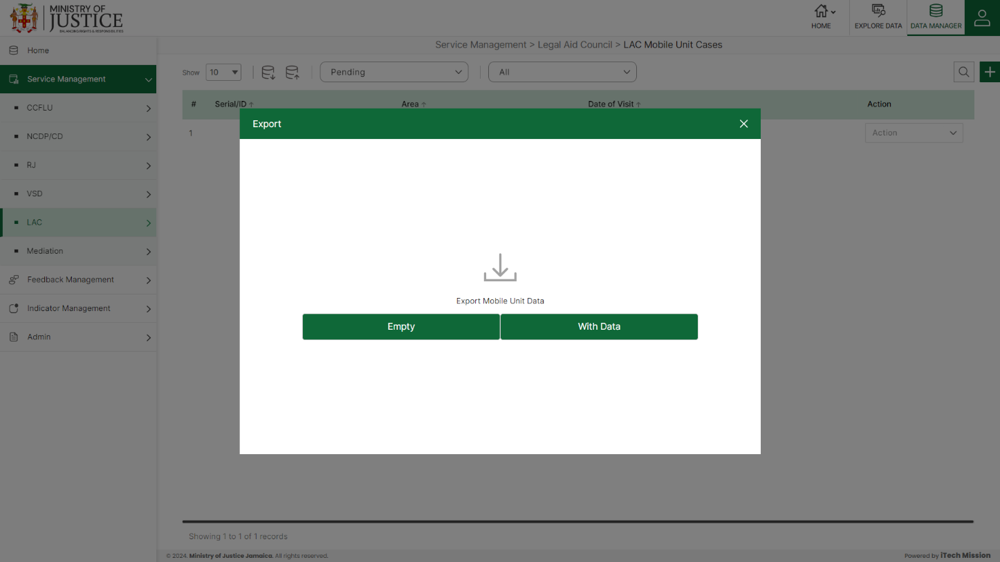 MINISTRY OF
JUSTICE
BALANCING RIGHTS & RESPONSIBILITIES
HOME
EXPLORE DATA
DATA MANAGER
Home
Service Management
CCFLU
NCDP/CD
RJ
VSD
LAC
Mediation
Feedback Management
Indicator Management
Admin
Service Management > Legal Aid Council > LAC Mobile Unit Cases
Show 10 Pending All
# Serial/ID ↑ Area ↑ Date of Visit ↑ Action
1 Action
Export
Export Mobile Unit Data
Empty With Data
Showing 1 to 1 of 1 records
© 2024. Ministry of Justice Jamaica. All rights reserved.
Powered by iTech Mission